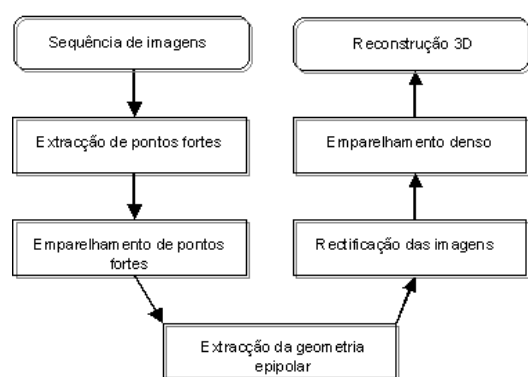 Sequência de imagens
Extracção de pontos fortes
Emparelhamento de pontos
fortes
Extracção da geometria
epipolar
Rectificação das imagens
Emparelhamento denso
Reconstrução 3D